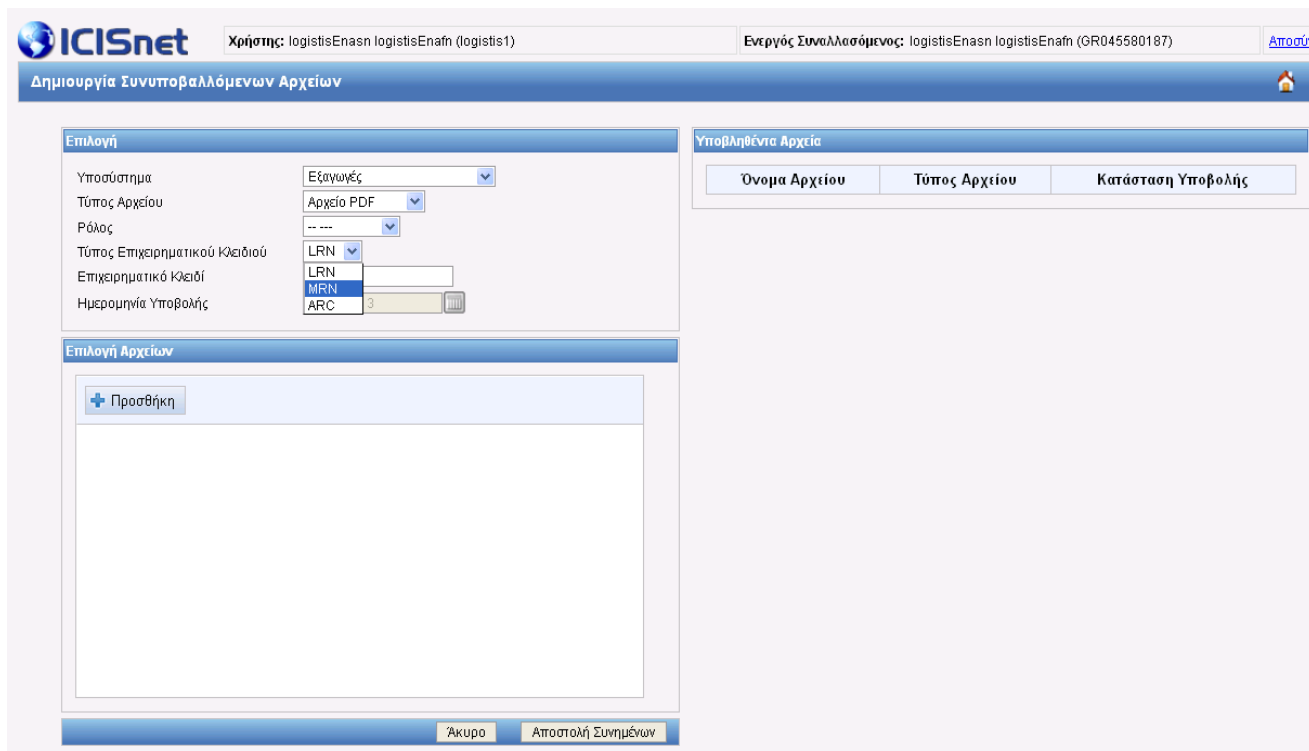 ICISnet Χρήστης: logistisEnasn logistisEnafn (logistis1) Ενεργός Συναλλασόμενος: logistisEnasn logistisEnafn (GR045580187)
Δημιουργία Συνυποβαλλόμενων Αρχείων
Επιλογή
Υποσύστημα Εξαγωγές
Τύπος Αρχείου Αρχείο PDF
Ρόλος -- ---
Τύπος Επιχειρηματικού Κλειδιού LRN
Επιχειρηματικό Κλειδί LRN
MRN
Ημερομηνία Υποβολής ARC 3
Επιλογή Αρχείων
Προσθήκη
Άκυρο Αποστολή Συνημένων
Υποβληθέντα Αρχεία
Όνομα Αρχείου Τύπος Αρχείου Κατάσταση Υποβολής